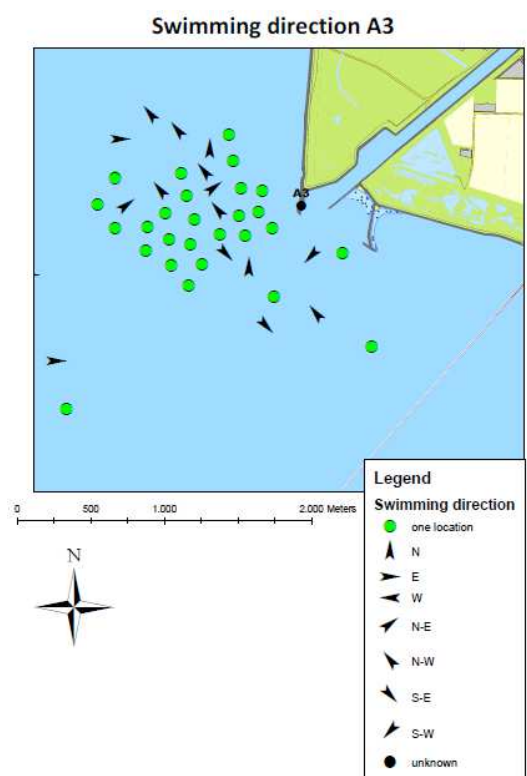 Swimming direction A3
A3
0 500 1.000 2.000 Meters
N
Legend
Swimming direction
one location
N
E
W
N-E
N-W
S-E
S-W
unknown